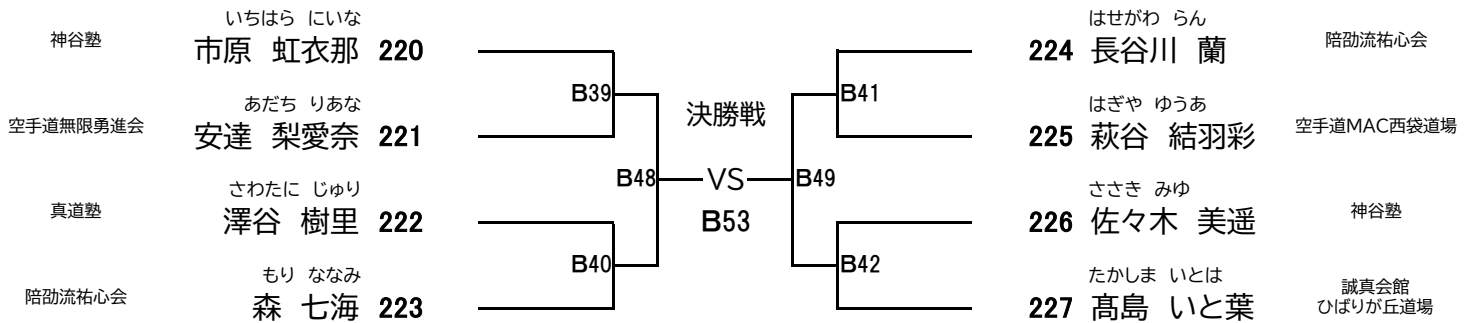 いちはら にいな
神谷塾 市原 虹衣那 220
あだち りあな
空手道無限勇進会 安達 梨愛奈 221
さわたに じゅり
真道塾 澤谷 樹里 222
もり ななみ
陪劭流祐心会 森 七海 223
B39
B40
B48
決勝戦
VS
B53
B49
B41
B42
はせがわ らん
224 長谷川 蘭 陪劭流祐心会
はぎや ゆうあ
225 萩谷 結羽彩 空手道MAC西袋道場
ささき みゆ
226 佐々木 美遥 神谷塾
たかしま いとは
227 髙島 いと葉 誠真会館
ひばりが丘道場